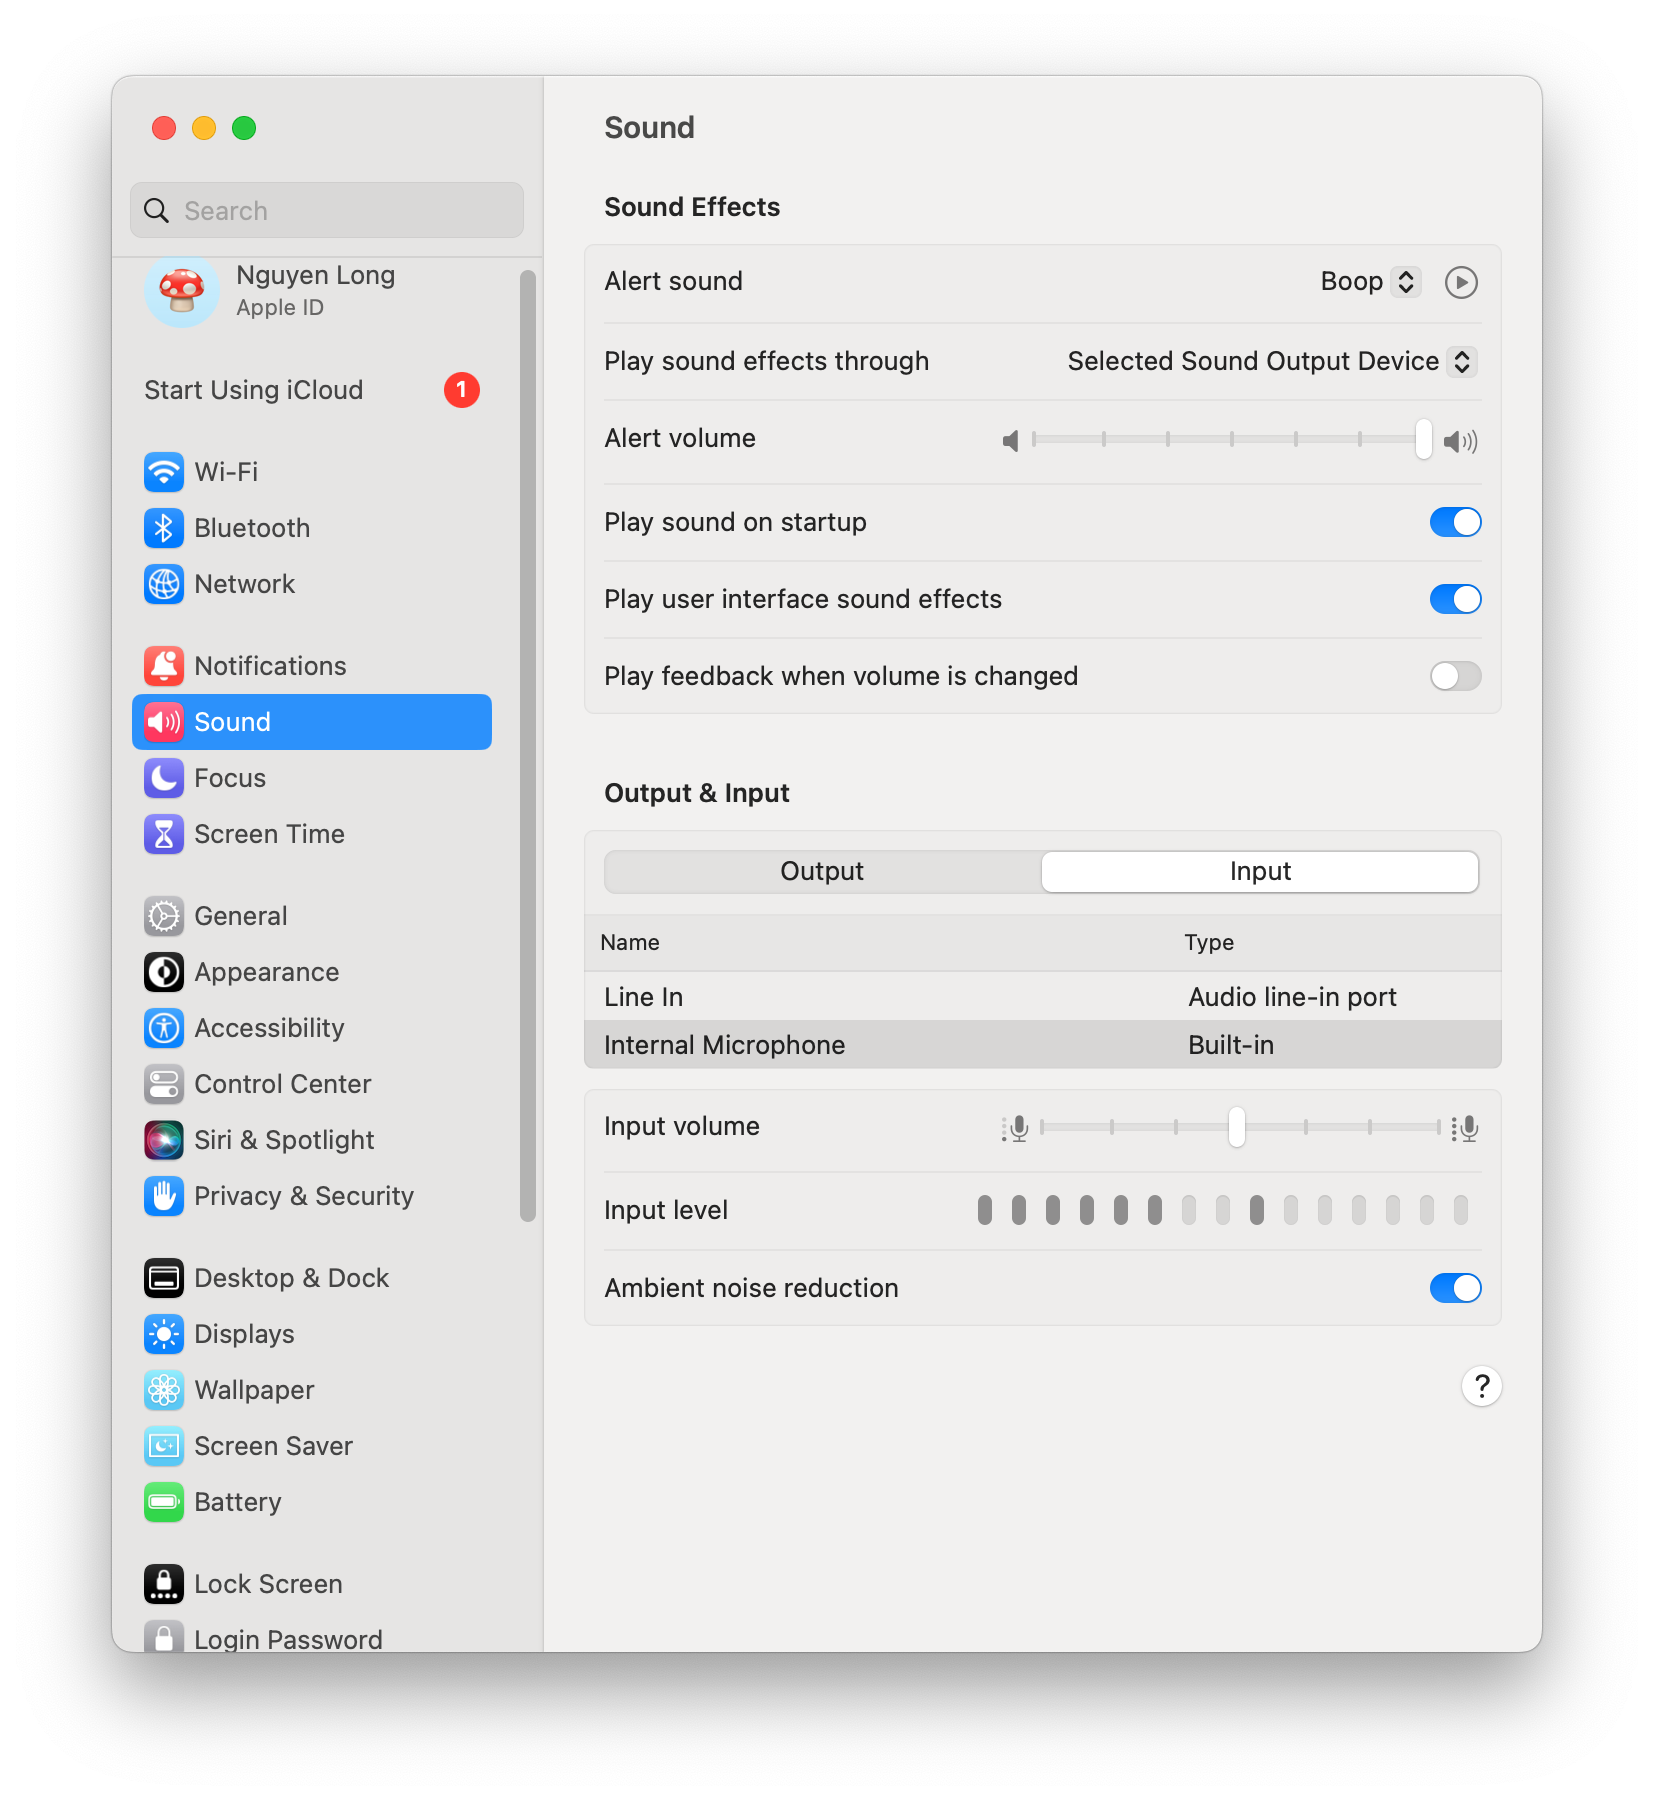 Search
Nguyen Long
Apple ID
Start Using iCloud 1
Wi-Fi
Bluetooth
Network
Notifications
Sound
Focus
Screen Time
General
Appearance
Accessibility
Control Center
Siri & Spotlight
Privacy & Security
Desktop & Dock
Displays
Wallpaper
Screen Saver
Battery
Lock Screen
Login Password
Sound
Sound Effects
Alert sound Boop
Play sound effects through Selected Sound Output Device
Alert volume
Play sound on startup
Play user interface sound effects
Play feedback when volume is changed
Output & Input
Output Input
Name Type
Line In Audio line-in port
Internal Microphone Built-in
Input volume
Input level
Ambient noise reduction
?